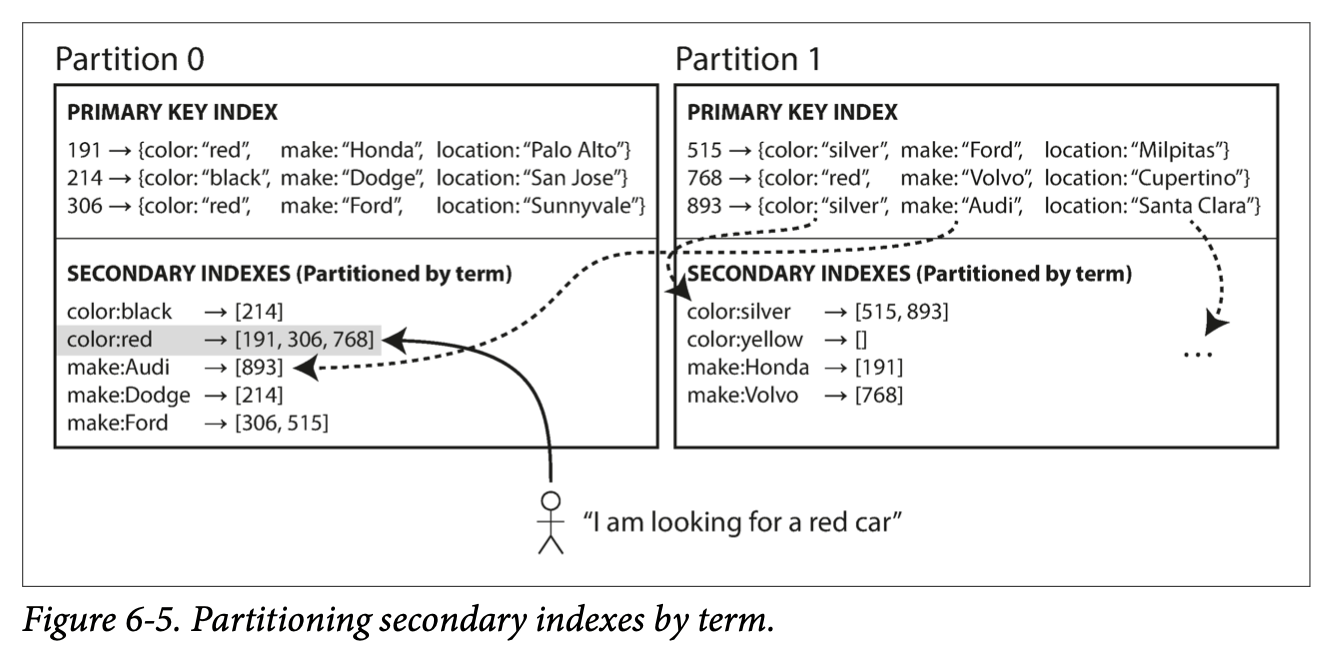 Partition 0
PRIMARY KEY INDEX
191 → {color: “red”, make: “Honda”, location: “Palo Alto”}
214 → {color: “black”, make: “Dodge”, location: “San Jose”}
306 → {color: “red”, make: “Ford”, location: “Sunnyvale”}
SECONDARY INDEXES (Partitioned by term)
color:black → [214]
color:red → [191, 306, 768]
make:Audi → [893]
make:Dodge → [214]
make:Ford → [306, 515]
Partition 1
PRIMARY KEY INDEX
515 → {color: “silver”, make: “Ford”, location: “Milpitas”}
768 → {color: “red”, make: “Volvo”, location: “Cupertino”}
893 → {color: “silver”, make: “Audi”, location: “Santa Clara”}
SECONDARY INDEXES (Partitioned by term)
color:silver → [515, 893]
color:yellow → []
make:Honda → [191]
make:Volvo → [768]
...
“I am looking for a red car”
Figure 6-5. Partitioning secondary indexes by term.